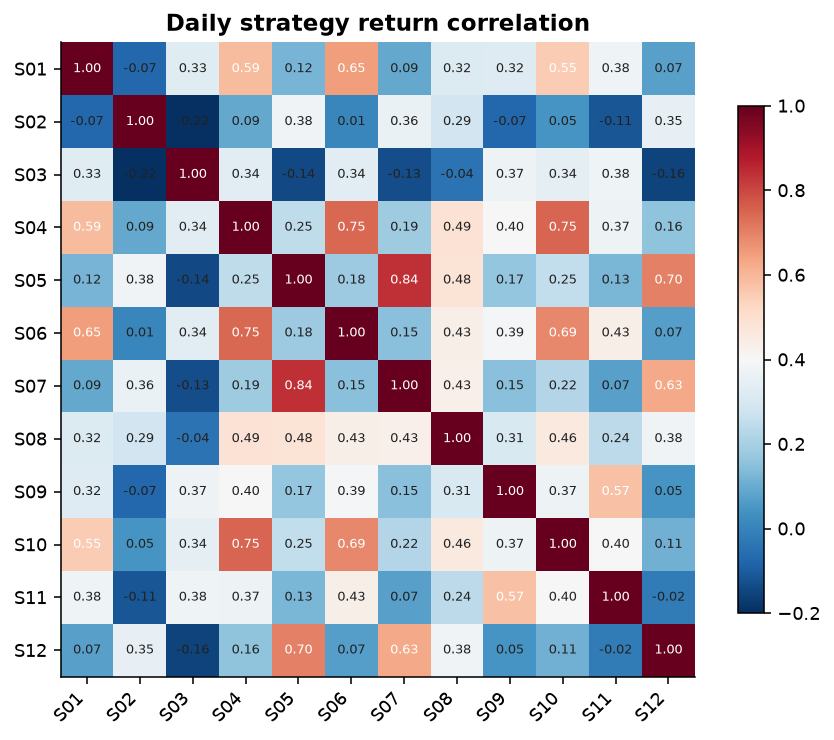 Daily strategy return correlation
S01 1.00 -0.07 0.33 0.59 0.12 0.65 0.09 0.32 0.32 0.55 0.38 0.07
S02 -0.07 1.00 -0.22 0.09 0.38 0.01 0.36 0.29 -0.07 0.05 -0.11 0.35
S03 0.33 -0.22 1.00 0.34 -0.14 0.34 -0.13 -0.04 0.37 0.34 0.38 -0.16
S04 0.59 0.09 0.34 1.00 0.25 0.75 0.19 0.49 0.40 0.75 0.37 0.16
S05 0.12 0.38 -0.14 0.25 1.00 0.18 0.84 0.48 0.17 0.25 0.13 0.70
S06 0.65 0.01 0.34 0.75 0.18 1.00 0.15 0.43 0.39 0.69 0.43 0.07
S07 0.09 0.36 -0.13 0.19 0.84 0.15 1.00 0.43 0.15 0.22 0.07 0.63
S08 0.32 0.29 -0.04 0.49 0.48 0.43 0.43 1.00 0.31 0.46 0.24 0.38
S09 0.32 -0.07 0.37 0.40 0.17 0.39 0.15 0.31 1.00 0.37 0.57 0.05
S10 0.55 0.05 0.34 0.75 0.25 0.69 0.22 0.46 0.37 1.00 0.40 0.11
S11 0.38 -0.11 0.38 0.37 0.13 0.43 0.07 0.24 0.57 0.40 1.00 -0.02
S12 0.07 0.35 -0.16 0.16 0.70 0.07 0.63 0.38 0.05 0.11 -0.02 1.00
S01 S02 S03 S04 S05 S06 S07 S08 S09 S10 S11 S12
1.0
0.8
0.6
0.4
0.2
0.0
−0.2